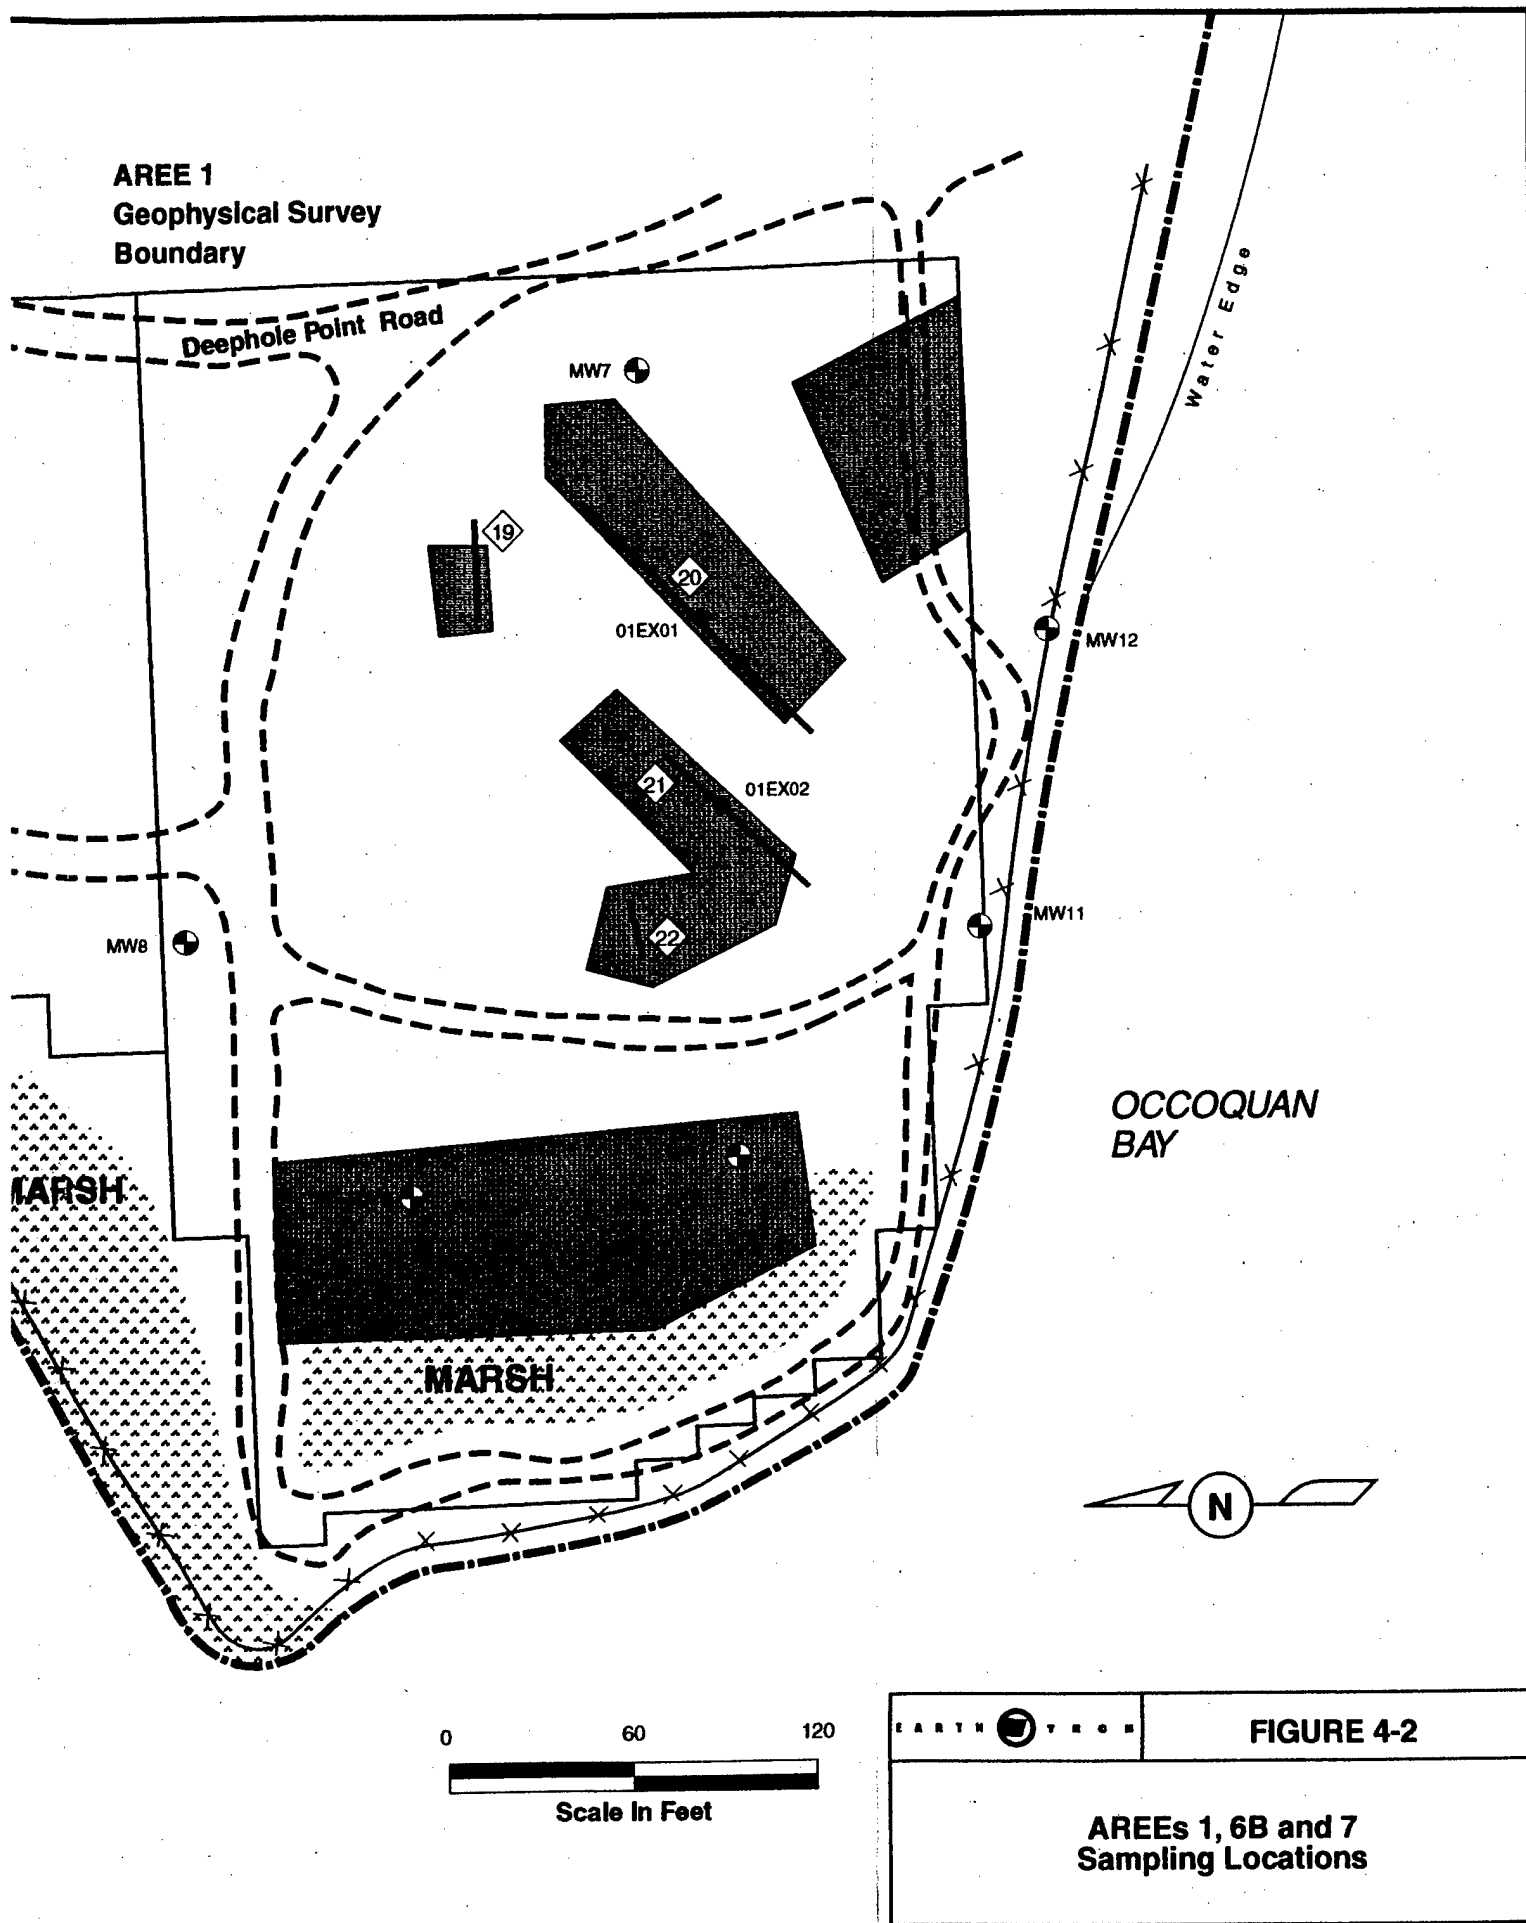 AREE 1
Geophysical Survey
Boundary
Deephole Point Road
Water Edge
MW7
19
20
01EX01
MW12
21
01EX02
MW11
MW8
22
OCCOQUAN
BAY
MARSH
N
0 60 120
Scale In Feet
EARTH TECH
FIGURE 4-2
AREEs 1, 6B and 7
Sampling Locations